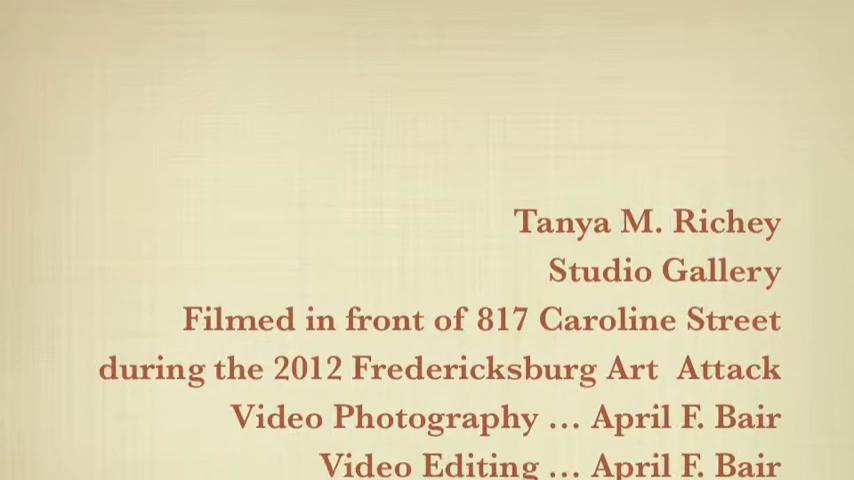 Tanya M. Richey
Studio Gallery
Filmed in front of 817 Caroline Street
during the 2012 Fredericksburg Art  Attack
Video Photography ... April F. Bair
Video Editing ... April F. Bair